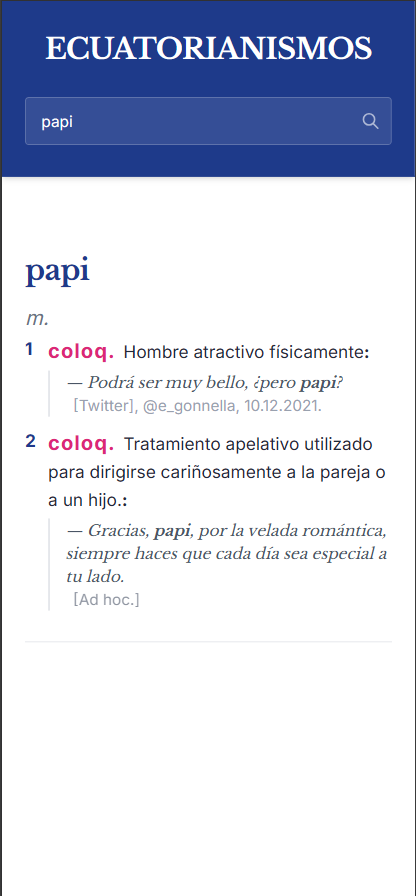 ECUATORIANISMOS
papi
papi
m.
1 coloq. Hombre atractivo físicamente:
— Podrá ser muy bello, ¿pero papi?
[Twitter], @e_gonnella, 10.12.2021.
2 coloq. Tratamiento apelativo utilizado
para dirigirse cariñosamente a la pareja o
a un hijo.:
— Gracias, papi, por la velada romántica,
siempre haces que cada día sea especial a
tu lado.
[Ad hoc.]